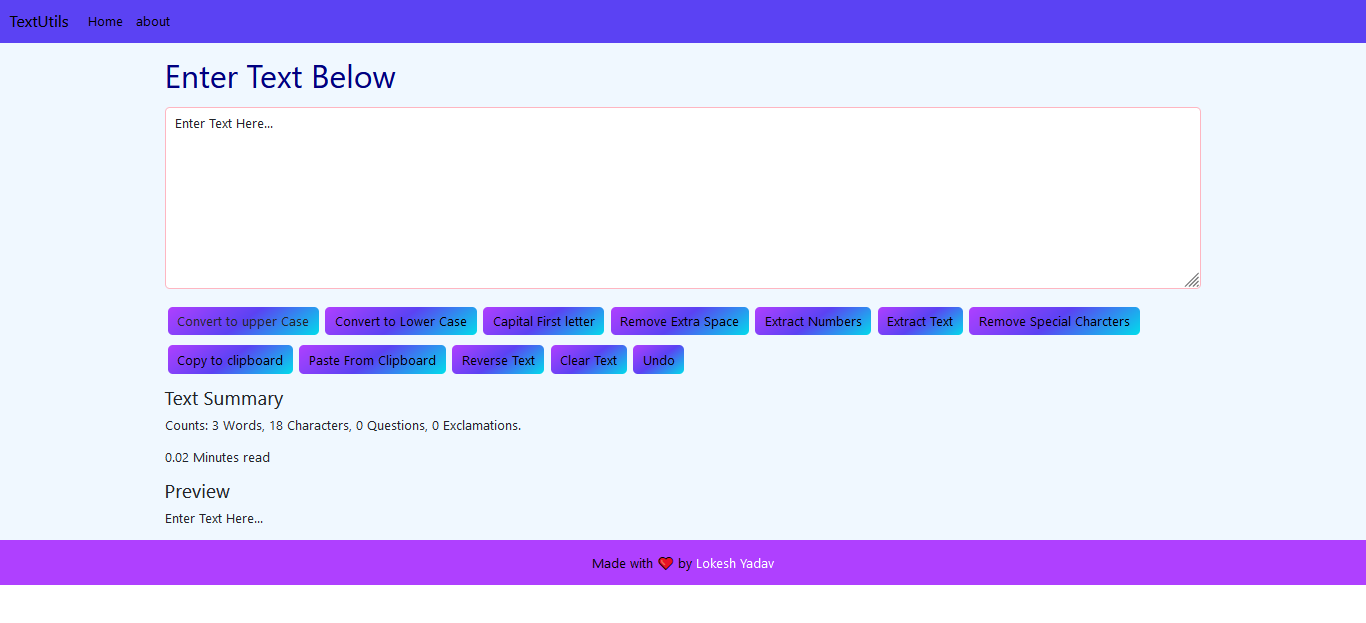 TextUtils Home about
Enter Text Below
Enter Text Here...
Convert to upper Case Convert to Lower Case Capital First letter Remove Extra Space Extract Numbers Extract Text Remove Special Charcters
Copy to clipboard Paste From Clipboard Reverse Text Clear Text Undo
Text Summary
Counts: 3 Words, 18 Characters, 0 Questions, 0 Exclamations.
0.02 Minutes read
Preview
Enter Text Here...
Made with ❤ by Lokesh Yadav